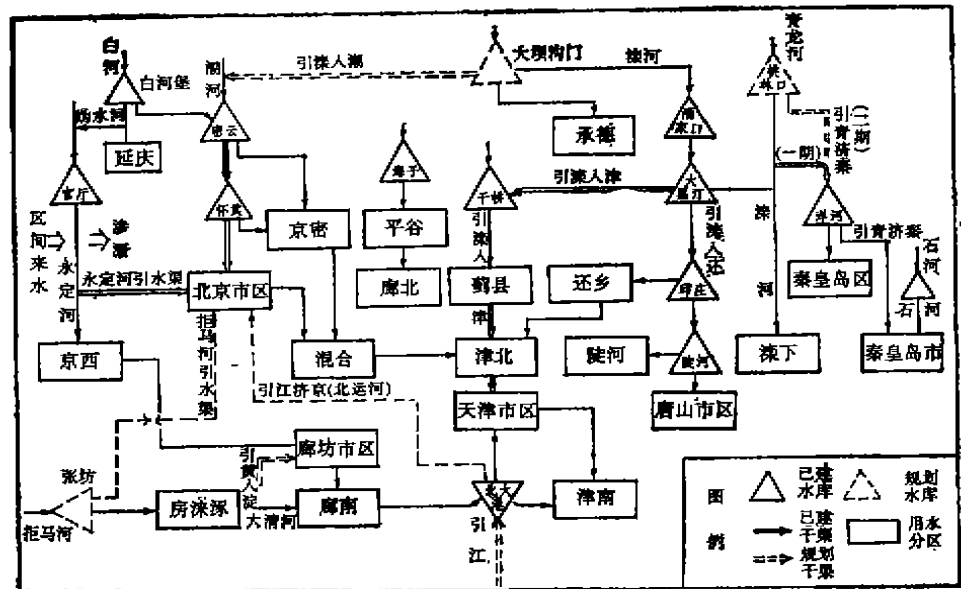 白河
白河堡
潮河
引滦入潮
大坝沟门
滦河
青龙河
妫水河
延庆
密云
承德
官厅
怀柔
京密
海子
平谷
廊北
于桥
引滦入津
大黑汀
(一期)
引青济秦
(二期)
洋河
引青济秦
石河
石河
秦皇岛区
秦皇岛市
区间来水
渗漏
永定河
永定河引水渠
北京市区
引滦入
津
蓟县
引滦入还
邱庄
还乡
滦
河
京西
拒马河引水渠
混合
津北
陡河
陡河
滦下
引江济京(北运河)
天津市区
唐山市区
廊坊市区
引黄入淀
张坊
拒马河
房涞涿
大清河
廊南
引江
津南
图例
已建水库
规划水库
已建干渠
用水分区
规划干渠